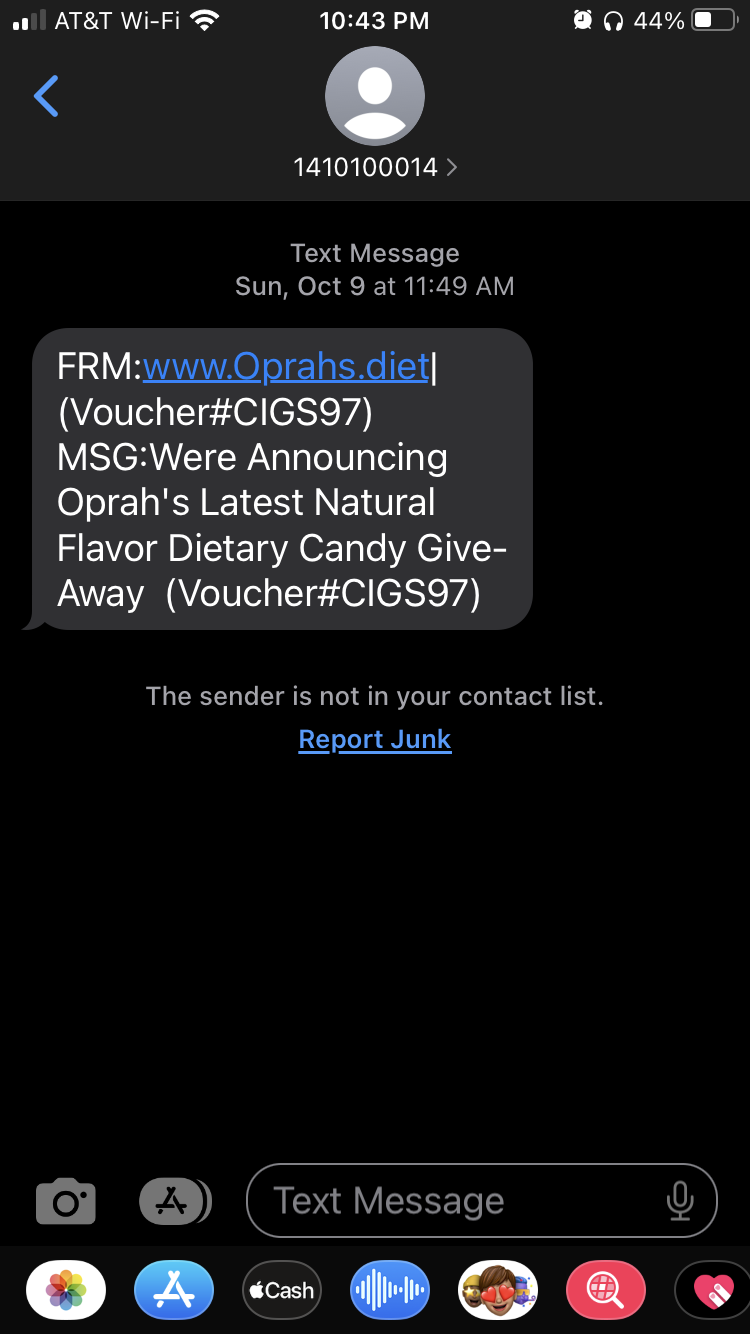 AT&T Wi-Fi 10:43 PM 44%
1410100014
Text Message
Sun, Oct 9 at 11:49 AM
FRM:www.Oprahs.diet|
(Voucher#CIGS97)
MSG:Were Announcing
Oprah's Latest Natural
Flavor Dietary Candy Give-
Away (Voucher#CIGS97)
The sender is not in your contact list.
Report Junk
Text Message
Cash